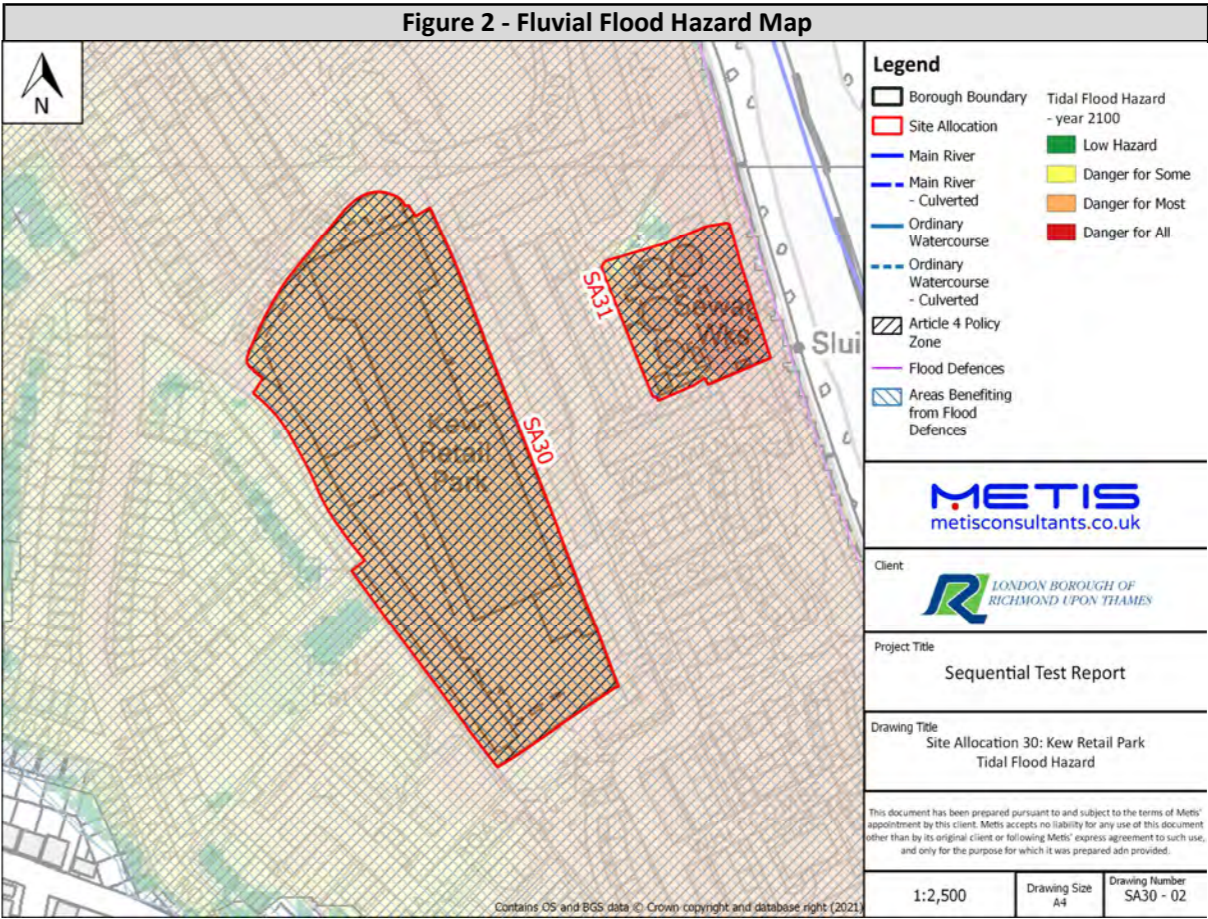 Figure 2 - Fluvial Flood Hazard Map
N
SA31
Sewage
Wks
Slui
SA30
Kew
Retail
Park
Contains OS and BGS data © Crown copyright and database right (2021)
Legend
Borough Boundary
Site Allocation
Main River
Main River
- Culverted
Ordinary
Watercourse
Ordinary
Watercourse
- Culverted
Article 4 Policy
Zone
Flood Defences
Areas Benefiting
from Flood
Defences
Tidal Flood Hazard
- year 2100
Low Hazard
Danger for Some
Danger for Most
Danger for All
METIS
metisconsultants.co.uk
Client
LONDON BOROUGH OF
RICHMOND UPON THAMES
Project Title
Sequential Test Report
Drawing Title
Site Allocation 30: Kew Retail Park
Tidal Flood Hazard
This document has been prepared pursuant to and subject to the terms of Metis'
appointment by this client. Metis accepts no liability for any use of this document
other than by its original client or following Metis' express agreement to such use,
and only for the purpose for which it was prepared adn provided.
1:2,500
Drawing Size
A4
Drawing Number
SA30 - 02